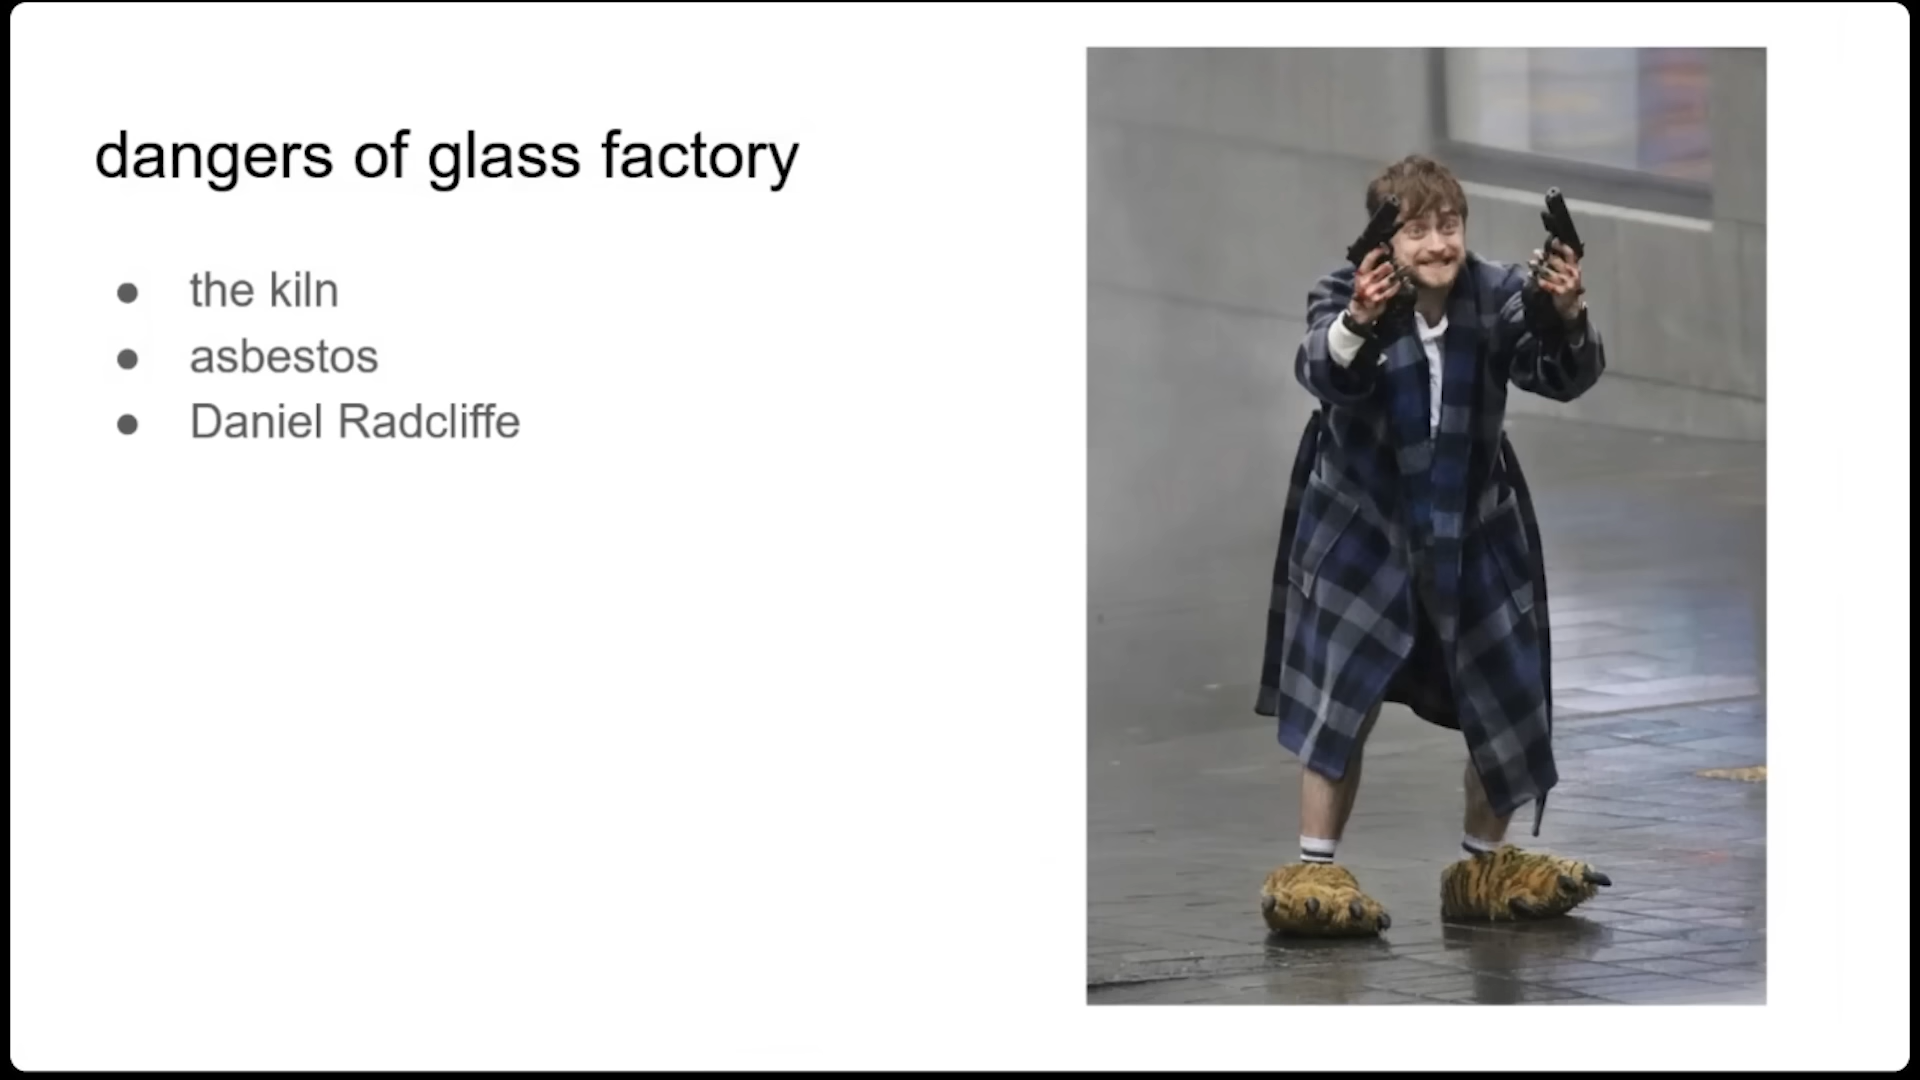 dangers of glass factory
● the kiln
● asbestos
● Daniel Radcliffe